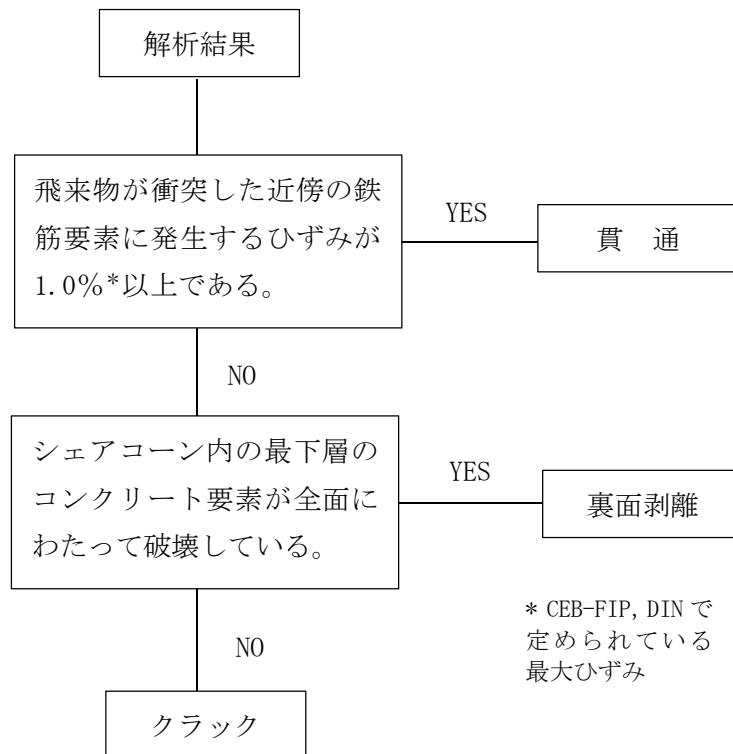 解析結果
飛来物が衝突した近傍の鉄
筋要素に発生するひずみが
1.0%*以上である。
YES
貫　通
NO
シェアコーン内の最下層の
コンクリート要素が全面に
わたって破壊している。
YES
裏面剥離
NO
* CEB-FIP, DIN で
定められている
最大ひずみ
クラック